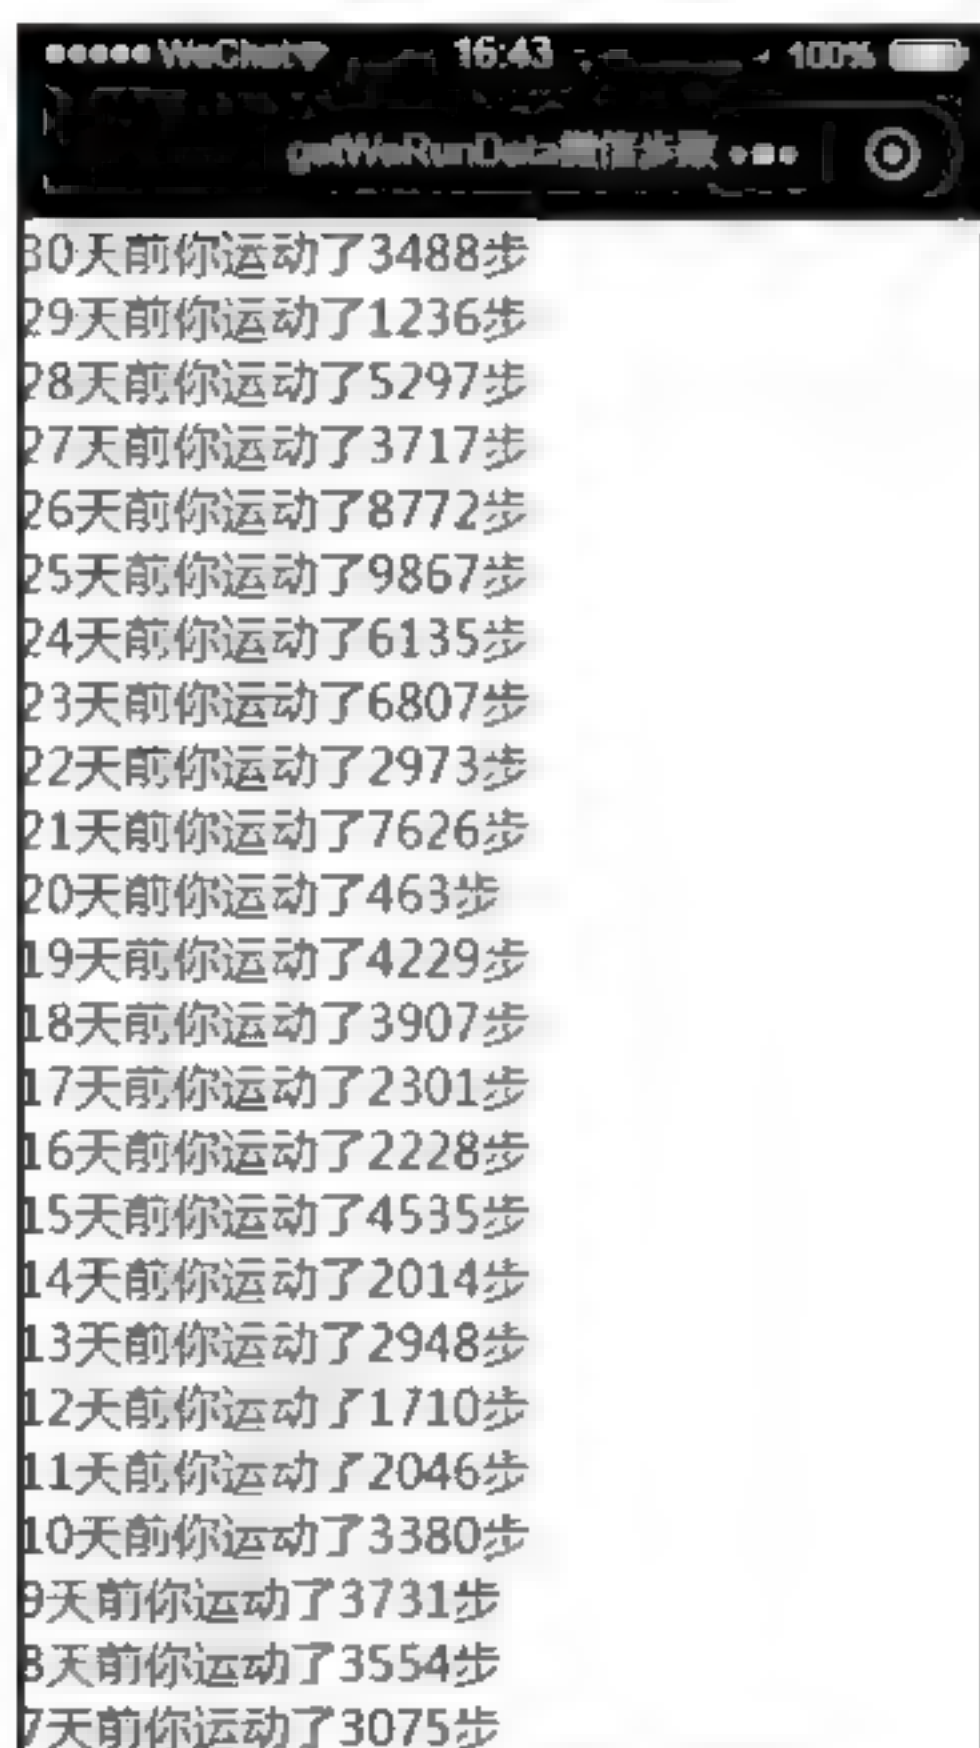 WeChat
16:43
100%
getWeRunData微信步数
30天前你运动了3488步
29天前你运动了1236步
28天前你运动了5297步
27天前你运动了3717步
26天前你运动了8772步
25天前你运动了9867步
24天前你运动了6135步
23天前你运动了6807步
22天前你运动了2973步
21天前你运动了7626步
20天前你运动了463步
19天前你运动了4229步
18天前你运动了3907步
17天前你运动了2301步
16天前你运动了2228步
15天前你运动了4535步
14天前你运动了2014步
13天前你运动了2948步
12天前你运动了1710步
11天前你运动了2046步
10天前你运动了3380步
9天前你运动了3731步
8天前你运动了3554步
7天前你运动了3075步